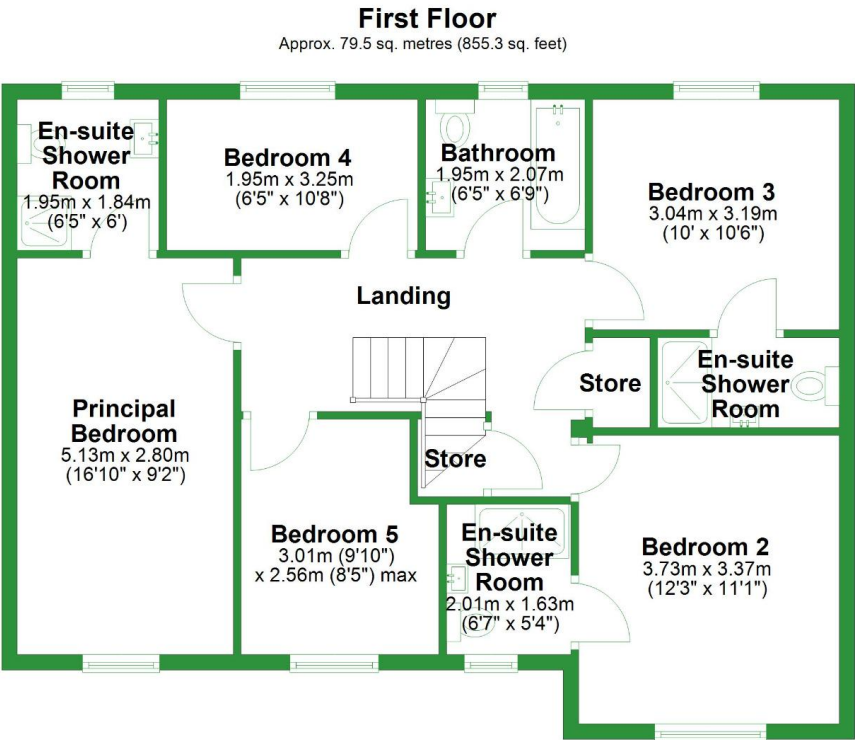 First Floor
Approx. 79.5 sq. metres (855.3 sq. feet)
En-suite
Shower
Room
1.95m x 1.84m
(6'5" x 6')
Bedroom 4
1.95m x 3.25m
(6'5" x 10'8")
Bathroom
1.95m x 2.07m
(6'5" x 6'9")
Bedroom 3
3.04m x 3.19m
(10' x 10'6")
Landing
En-suite
Shower
Room
Store
Principal
Bedroom
5.13m x 2.80m
(16'10" x 9'2")
Store
Bedroom 5
3.01m (9'10")
x 2.56m (8'5") max
En-suite
Shower
Room
2.01m x 1.63m
(6'7" x 5'4")
Bedroom 2
3.73m x 3.37m
(12'3" x 11'1")